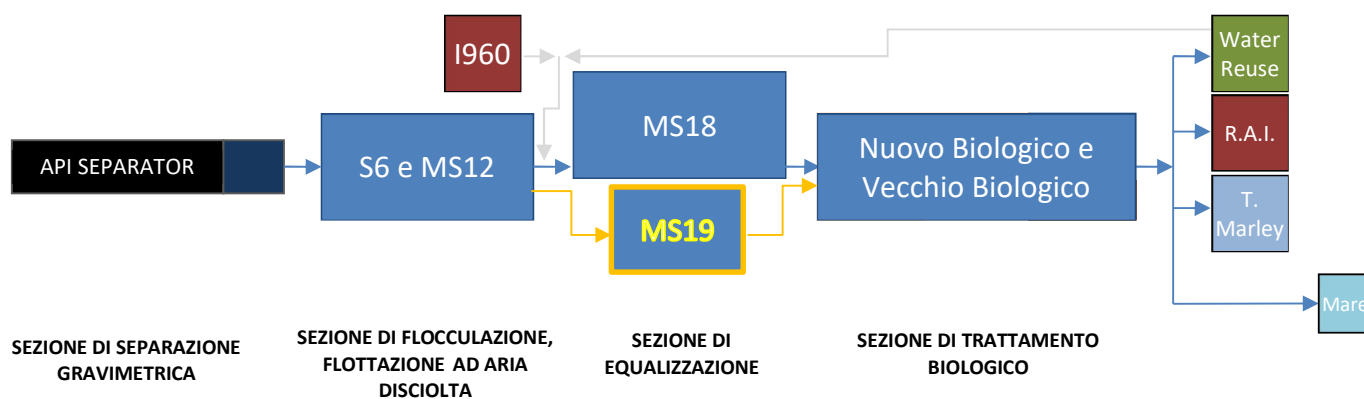 I960
Water
Reuse
MS18
R.A.I.
API SEPARATOR
S6 e MS12
Nuovo Biologico e
Vecchio Biologico
T.
Marley
MS19
Mare
SEZIONE DI SEPARAZIONE
GRAVIMETRICA
SEZIONE DI FLOCCULAZIONE,
FLOTTAZIONE AD ARIA
DISCIOLTA
SEZIONE DI
EQUALIZZAZIONE
SEZIONE DI TRATTAMENTO
BIOLOGICO